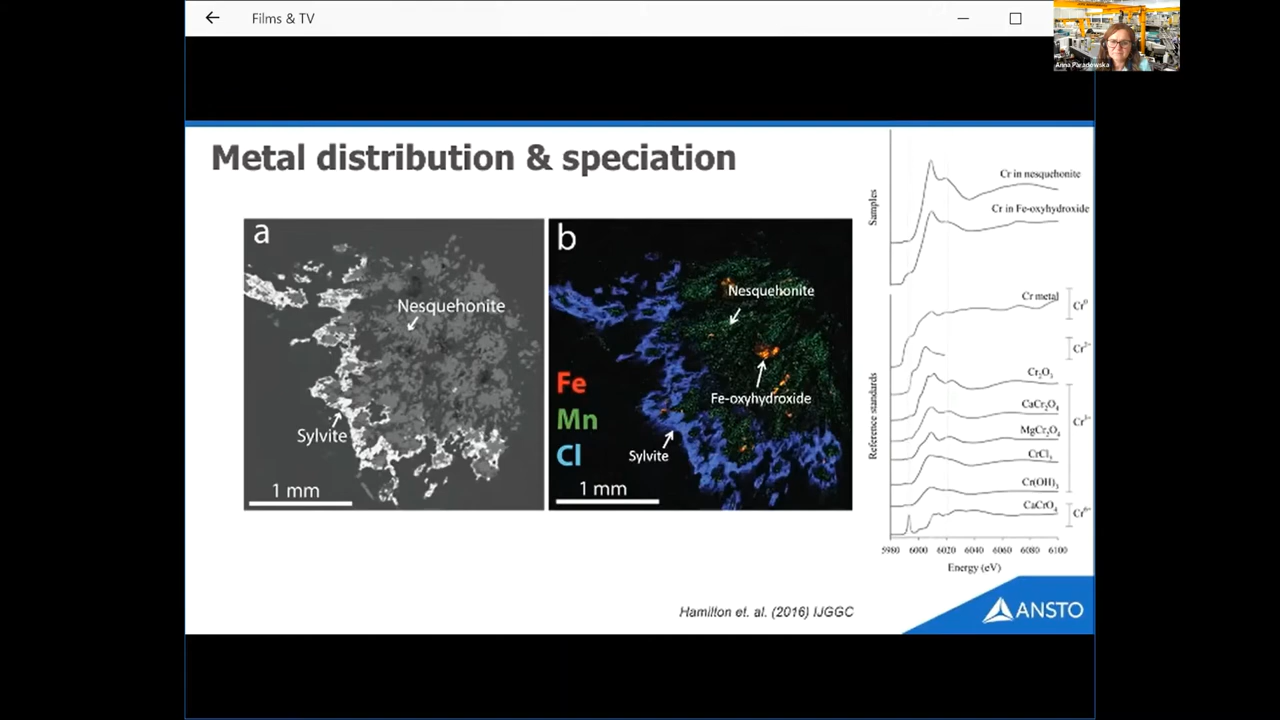 Films & TV
Anna Paradowska
Metal distribution & speciation
a
Nesquehonite
Sylvite
1 mm
b
Nesquehonite
Fe
Mn
Cl
Fe-oxyhydroxide
Sylvite
1 mm
Samples
Cr in nesquehonite
Cr in Fe-oxyhydroxide
Reference standards
Cr metal
Cr⁰
Cr²⁺
Cr₂O₃
CaCr₂O₄
Cr³⁺
MgCr₂O₄
CrCl₃
Cr(OH)₃
CaCrO₄
Cr⁶⁺
5980 6000 6020 6040 6060 6080 6100
Energy (eV)
Hamilton et. al. (2016) IJGGC
ANSTO